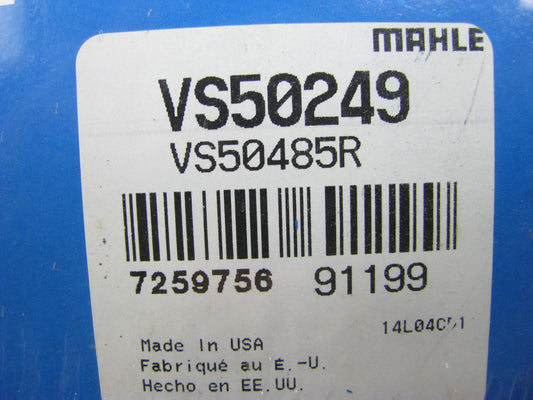 MAHLE
VS50249
VS50485R
7259756 91199
Made In USA
Fabriqué au É.-U.
Hecho en EE.UU.